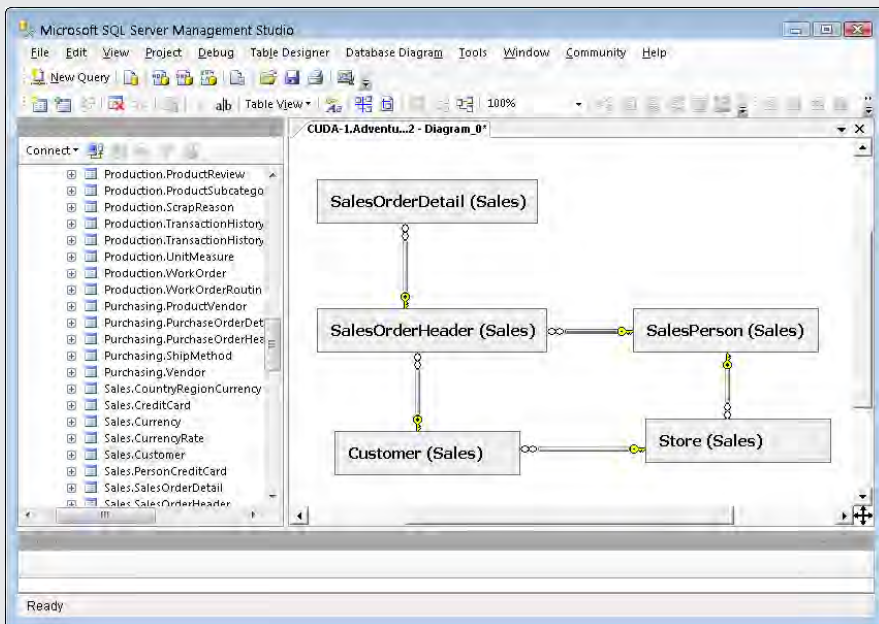 Microsoft SQL Server Management Studio
File Edit View Project Debug Table Designer Database Diagram Tools Window Community Help
New Query
ab Table View 100%
CUDA-1.Adventu...2 - Diagram_0*
Connect
Production.ProductReview
Production.ProductSubcatego
Production.ScrapReason
Production.TransactionHistory
Production.TransactionHistory
Production.UnitMeasure
Production.WorkOrder
Production.WorkOrderRoutin
Purchasing.ProductVendor
Purchasing.PurchaseOrderDet
Purchasing.PurchaseOrderHea
Purchasing.ShipMethod
Purchasing.Vendor
Sales.CountryRegionCurrency
Sales.CreditCard
Sales.Currency
Sales.CurrencyRate
Sales.Customer
Sales.PersonCreditCard
Sales.SalesOrderDetail
Sales.SalesOrderHeader
SalesOrderDetail (Sales)
SalesOrderHeader (Sales)
SalesPerson (Sales)
Customer (Sales)
Store (Sales)
Ready